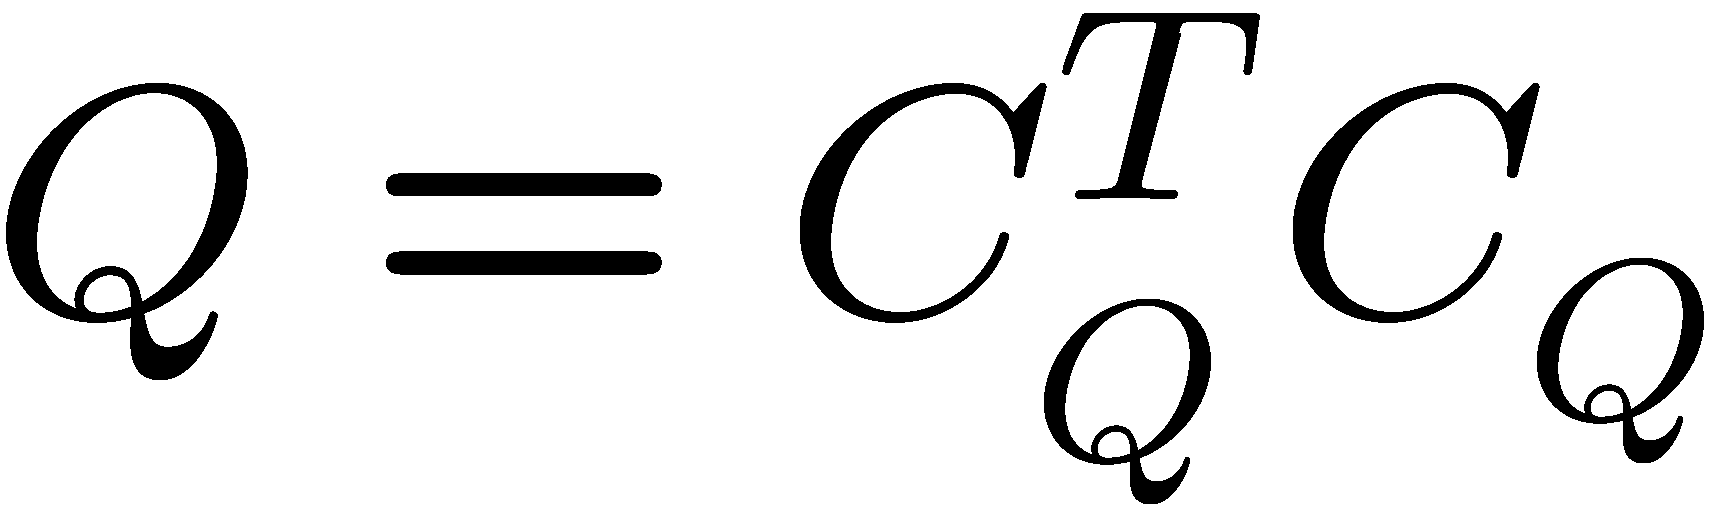 Q = C_Q^T C_Q